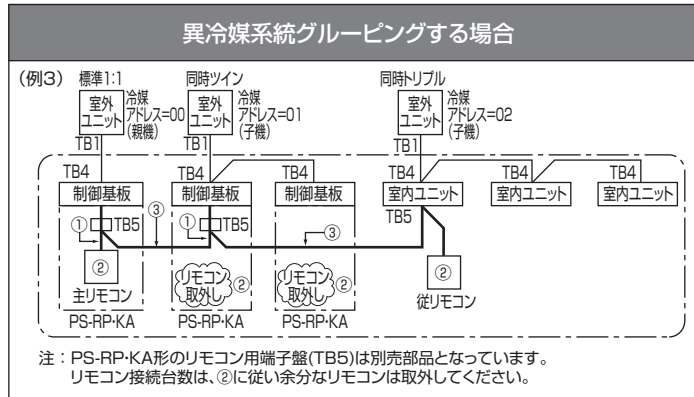 異冷媒系統グルーピングする場合
(例3) 標準1:1 同時ツイン 同時トリプル
室外ユニット 冷媒アドレス=00(親機) 室外ユニット 冷媒アドレス=01(子機) 室外ユニット 冷媒アドレス=02(子機)
TB1 TB1 TB1
TB4 TB4 TB4 TB4 TB4 TB4
制御基板 制御基板 制御基板 室内ユニット 室内ユニット 室内ユニット
① TB5 ③ ① TB5 ③ TB5
② リモコン取外し ② リモコン取外し ② ②
主リモコン 従リモコン
PS-RP・KA PS-RP・KA PS-RP・KA
注：PS-RP・KA形のリモコン用端子盤(TB5)は別売部品となっています。
リモコン接続台数は、②に従い余分なリモコンは取外してください。